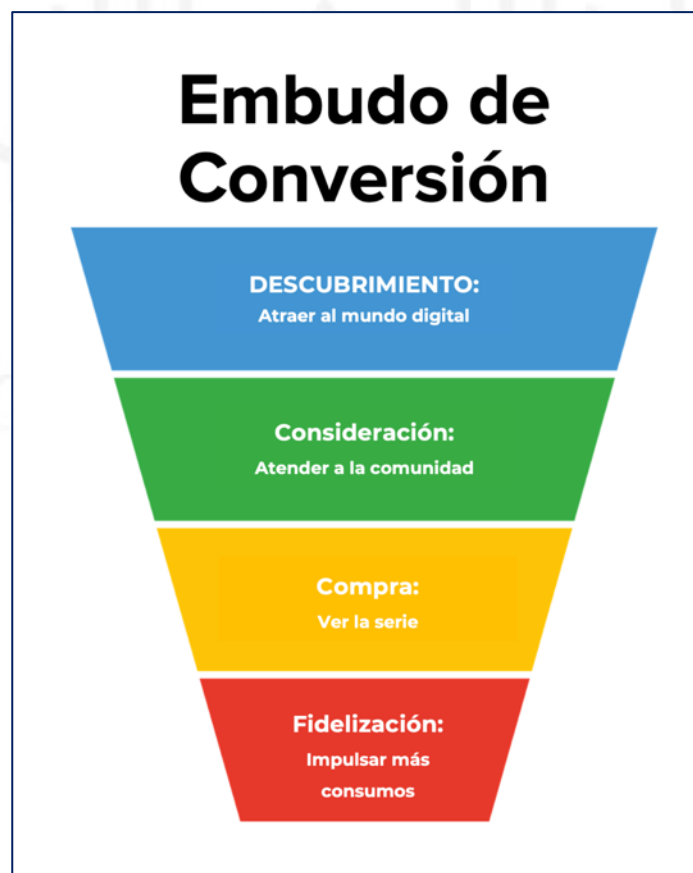 Embudo de
Conversión
DESCUBRIMIENTO:
Atraer al mundo digital
Consideración:
Atender a la comunidad
Compra:
Ver la serie
Fidelización:
Impulsar más
consumos